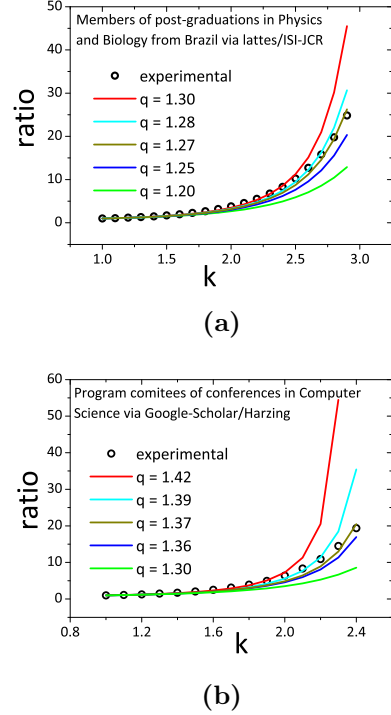 Members of post-graduations in Physics
and Biology from Brazil via lattes/ISI-JCR
50
40
30
20
10
0
ratio
experimental
q = 1.30
q = 1.28
q = 1.27
q = 1.25
q = 1.20
1.0 1.5 2.0 2.5 3.0
k
(a)
Program comitees of conferences in Computer
Science via Google-Scholar/Harzing
60
50
40
30
20
10
0
ratio
experimental
q = 1.42
q = 1.39
q = 1.37
q = 1.36
q = 1.30
0.8 1.2 1.6 2.0 2.4
k
(b)